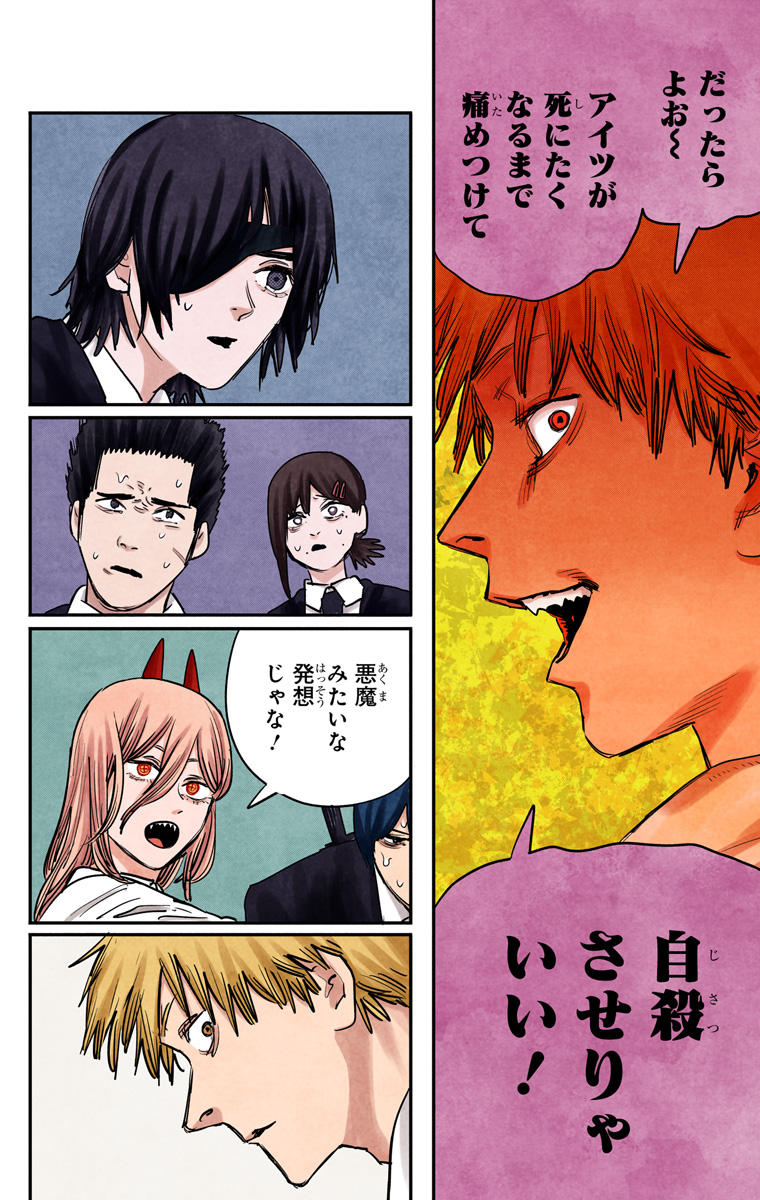 だったら
よお〜
アイツが
死にたく
なるまで
痛めつけて
自殺
させりゃ
いい！
悪魔
みたいな
発想
じゃな！